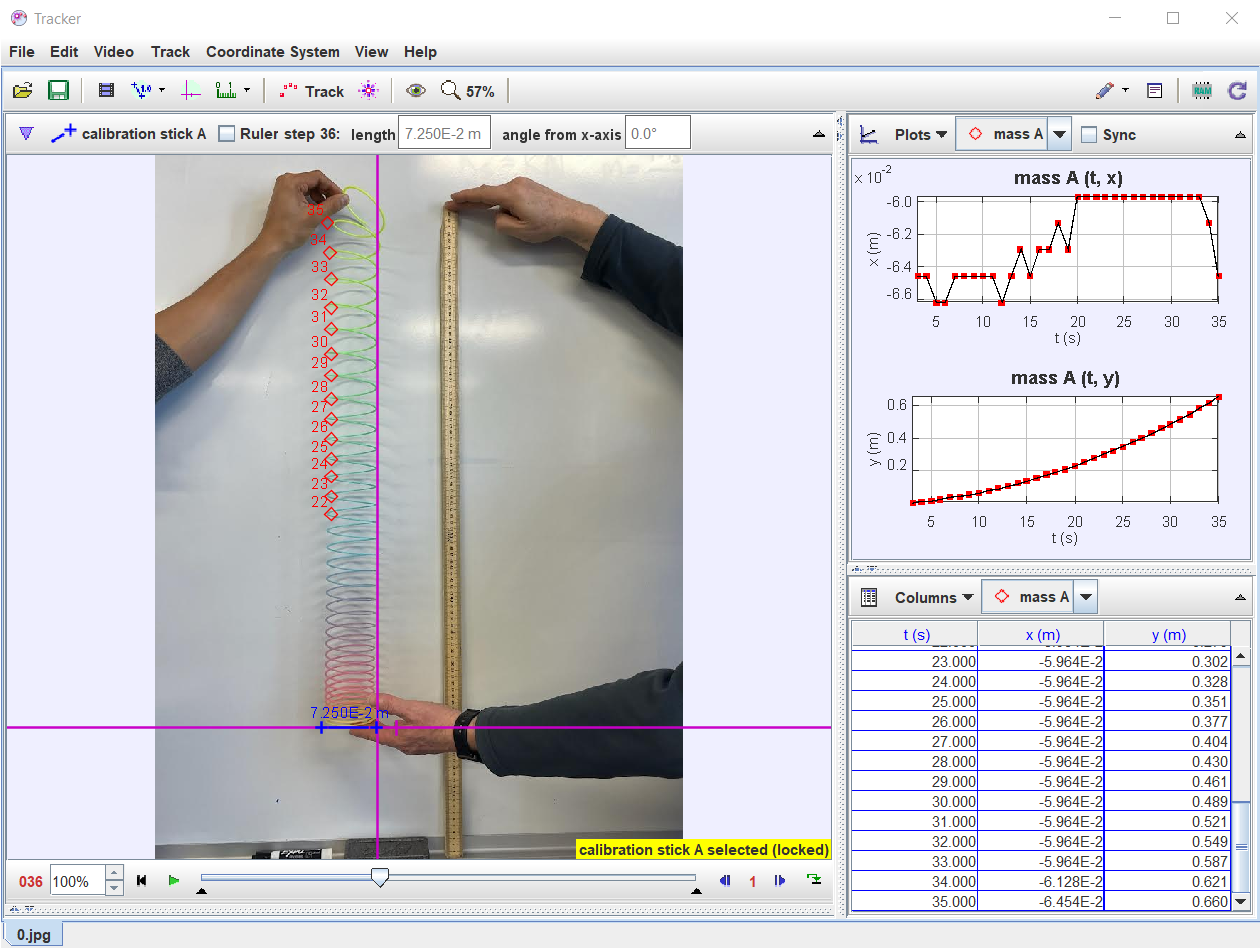 Tracker
File Edit Video Track Coordinate System View Help
Track 57%
calibration stick A Ruler step 36: length 7.250E-2 m angle from x-axis 0.0°
35
34
33
32
31
30
29
28
27
26
25
24
23
22
7.250E-2 m
calibration stick A selected (locked)
036 100% 1
0.jpg
Plots mass A Sync
mass A (t, x)
x 10-2
-6.0
-6.2
-6.4
-6.6
x (m)
5 10 15 20 25 30 35
t (s)
mass A (t, y)
0.6
0.4
0.2
y (m)
5 10 15 20 25 30 35
t (s)
Columns mass A
t (s) x (m) y (m)
23.000 -5.964E-2 0.302
24.000 -5.964E-2 0.328
25.000 -5.964E-2 0.351
26.000 -5.964E-2 0.377
27.000 -5.964E-2 0.404
28.000 -5.964E-2 0.430
29.000 -5.964E-2 0.461
30.000 -5.964E-2 0.489
31.000 -5.964E-2 0.521
32.000 -5.964E-2 0.549
33.000 -5.964E-2 0.587
34.000 -6.128E-2 0.621
35.000 -6.454E-2 0.660